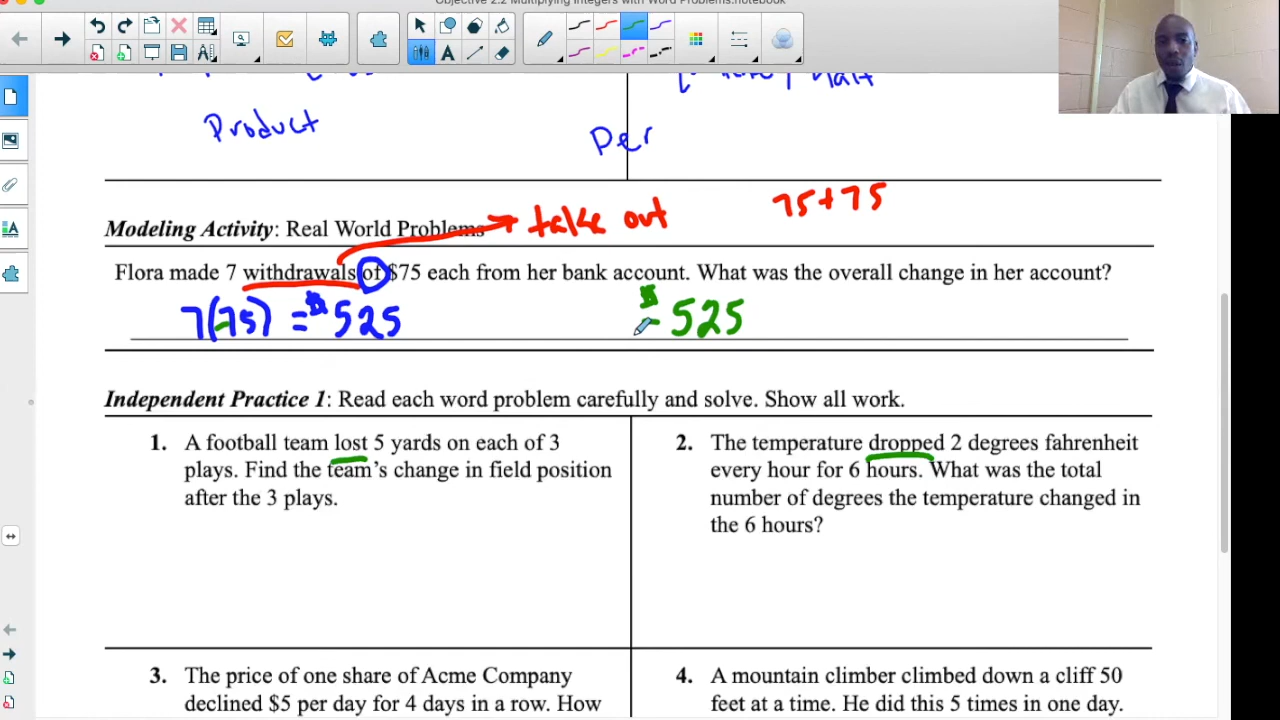 Objective 2.2 Multiplying Integers with Word Problems.notebook
Product
Per
half
75+75
take out
Modeling Activity: Real World Problems
Flora made 7 withdrawals of $75 each from her bank account. What was the overall change in her account?
7(-75) = $525
$
- 525
Independent Practice 1: Read each word problem carefully and solve. Show all work.
1. A football team lost 5 yards on each of 3
plays. Find the team's change in field position
after the 3 plays.
2. The temperature dropped 2 degrees fahrenheit
every hour for 6 hours. What was the total
number of degrees the temperature changed in
the 6 hours?
3. The price of one share of Acme Company
declined $5 per day for 4 days in a row. How
4. A mountain climber climbed down a cliff 50
feet at a time. He did this 5 times in one day.